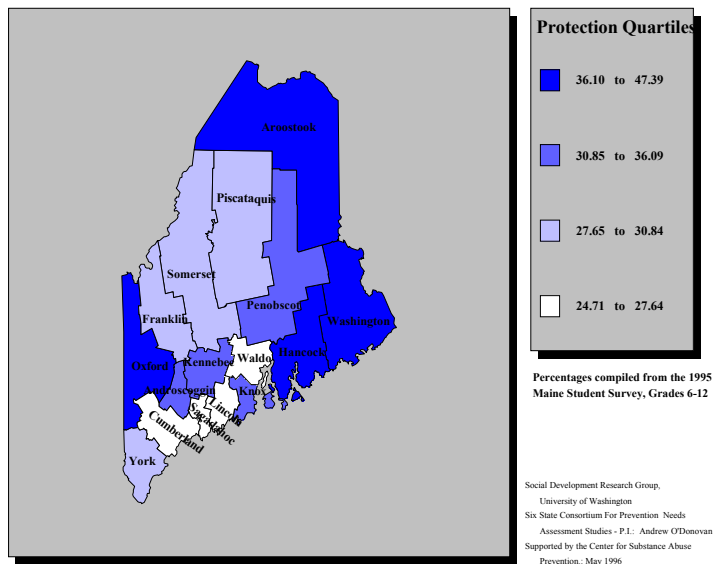 Protection Quartiles
36.10 to 47.39
30.85 to 36.09
27.65 to 30.84
24.71 to 27.64
Aroostook
Piscataquis
Somerset
Penobscot
Franklin
Washington
Oxford
Kennebec
Waldo
Hancock
Androscoggin
Knox
Lincoln
Sagadahoc
Cumberland
York
Percentages compiled from the 1995
Maine Student Survey, Grades 6-12
Social Development Research Group,
University of Washington
Six State Consortium For Prevention Needs
Assessment Studies - P.I.: Andrew O'Donovan
Supported by the Center for Substance Abuse
Prevention.: May 1996